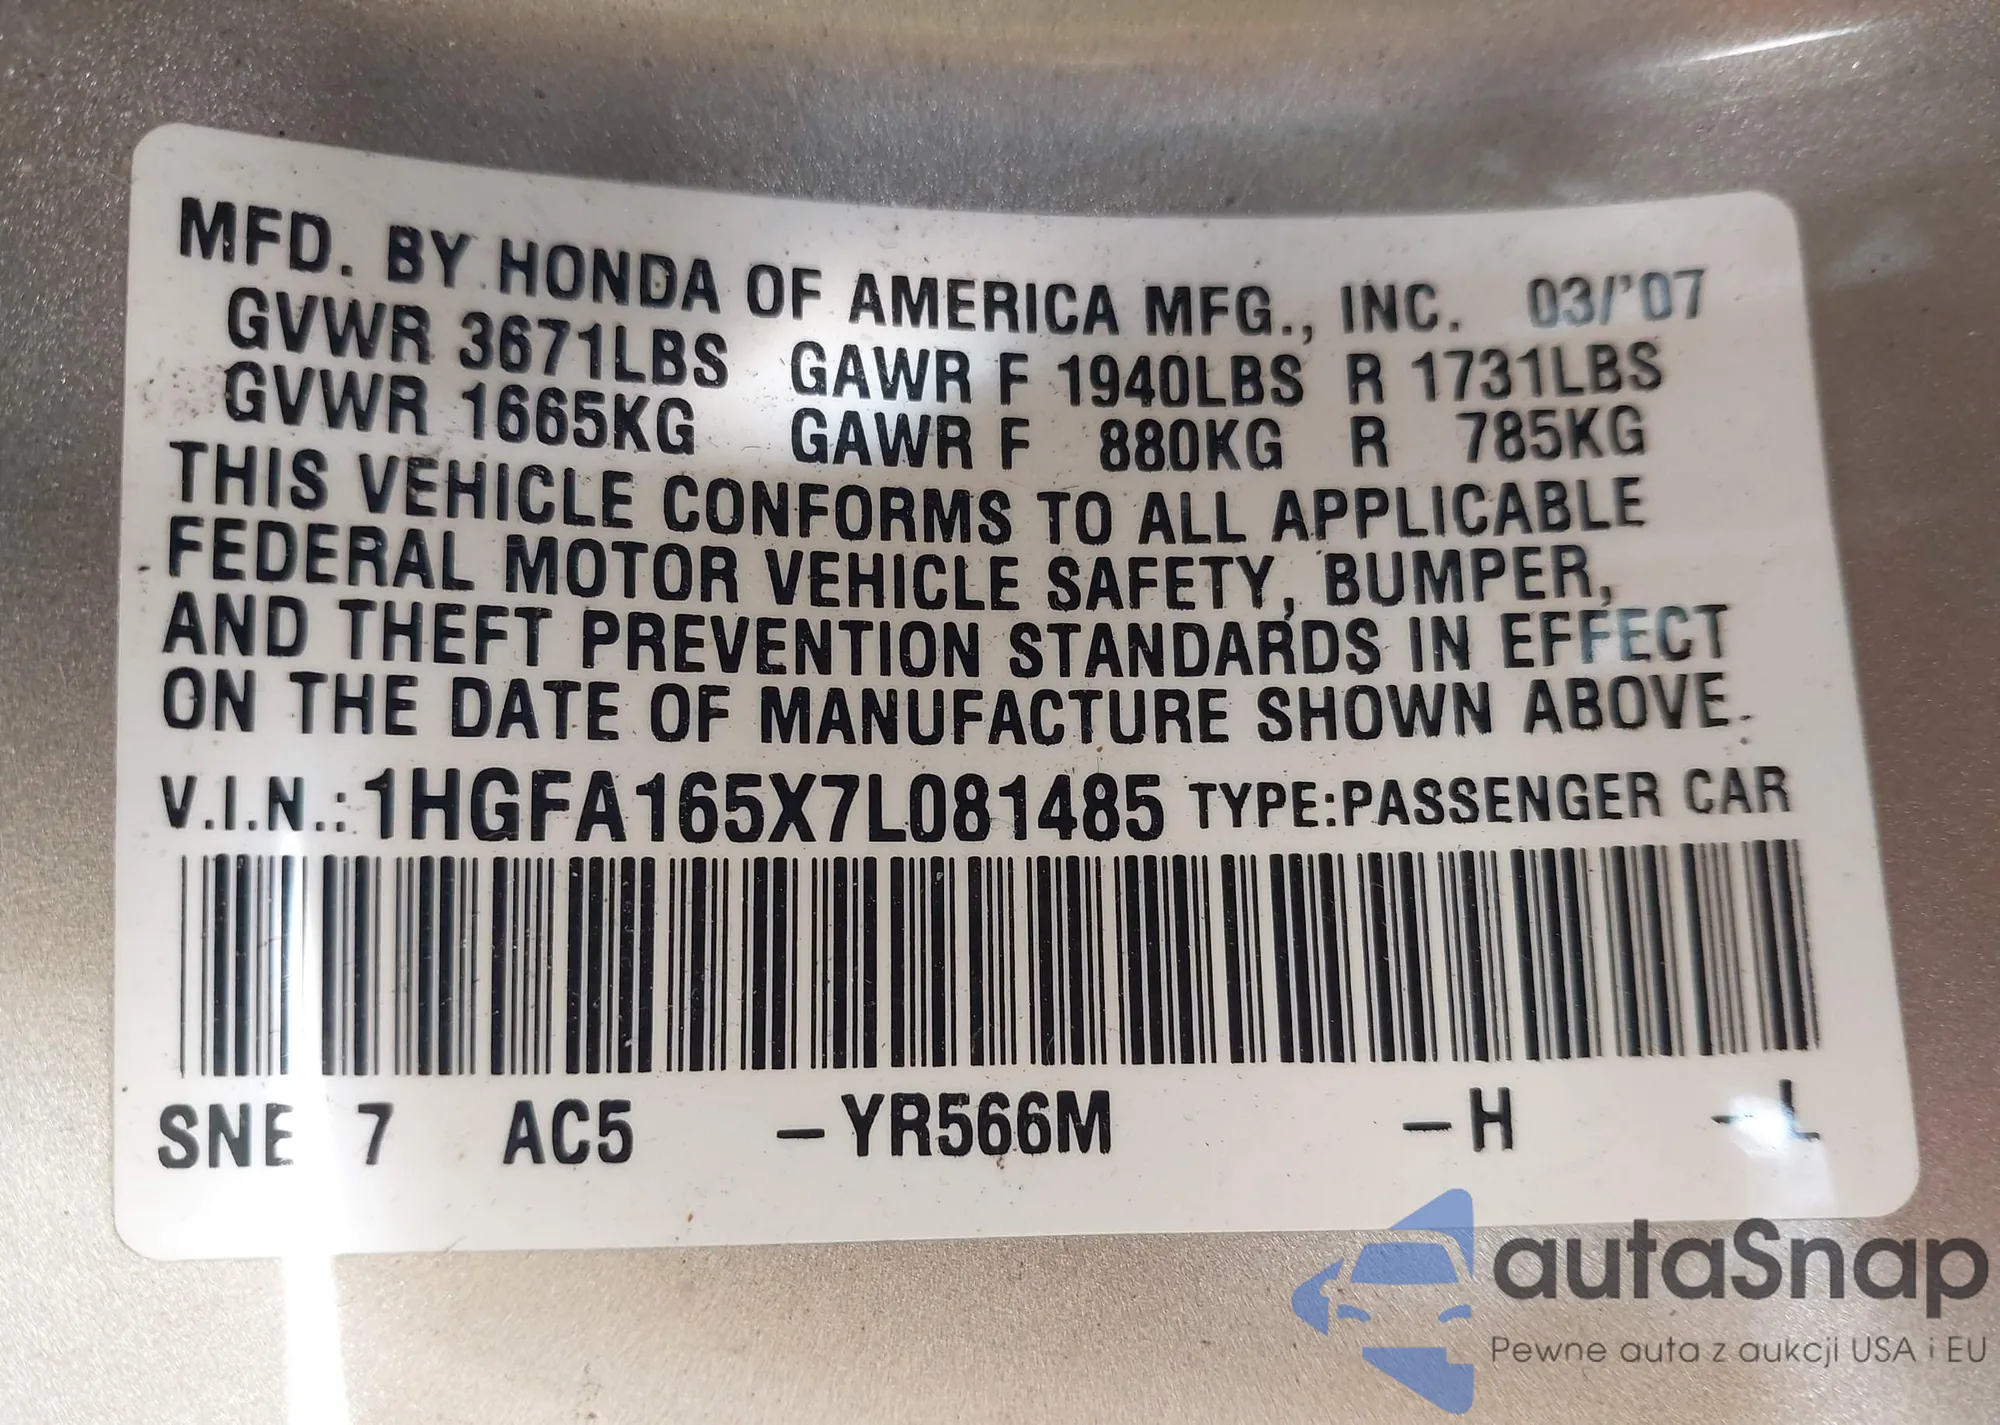 MFD. BY HONDA OF AMERICA MFG., INC. 03/'07
GVWR 3671LBS GAWR F 1940LBS R 1731LBS
GVWR 1665KG GAWR F 880KG R 785KG
THIS VEHICLE CONFORMS TO ALL APPLICABLE
FEDERAL MOTOR VEHICLE SAFETY, BUMPER,
AND THEFT PREVENTION STANDARDS IN EFFECT
ON THE DATE OF MANUFACTURE SHOWN ABOVE.
V.I.N.: 1HGFA165X7L081485 TYPE:PASSENGER CAR
SNE 7 AC5 –YR566M –H –L
autaSnap
Pewne auta z aukcji USA i EU